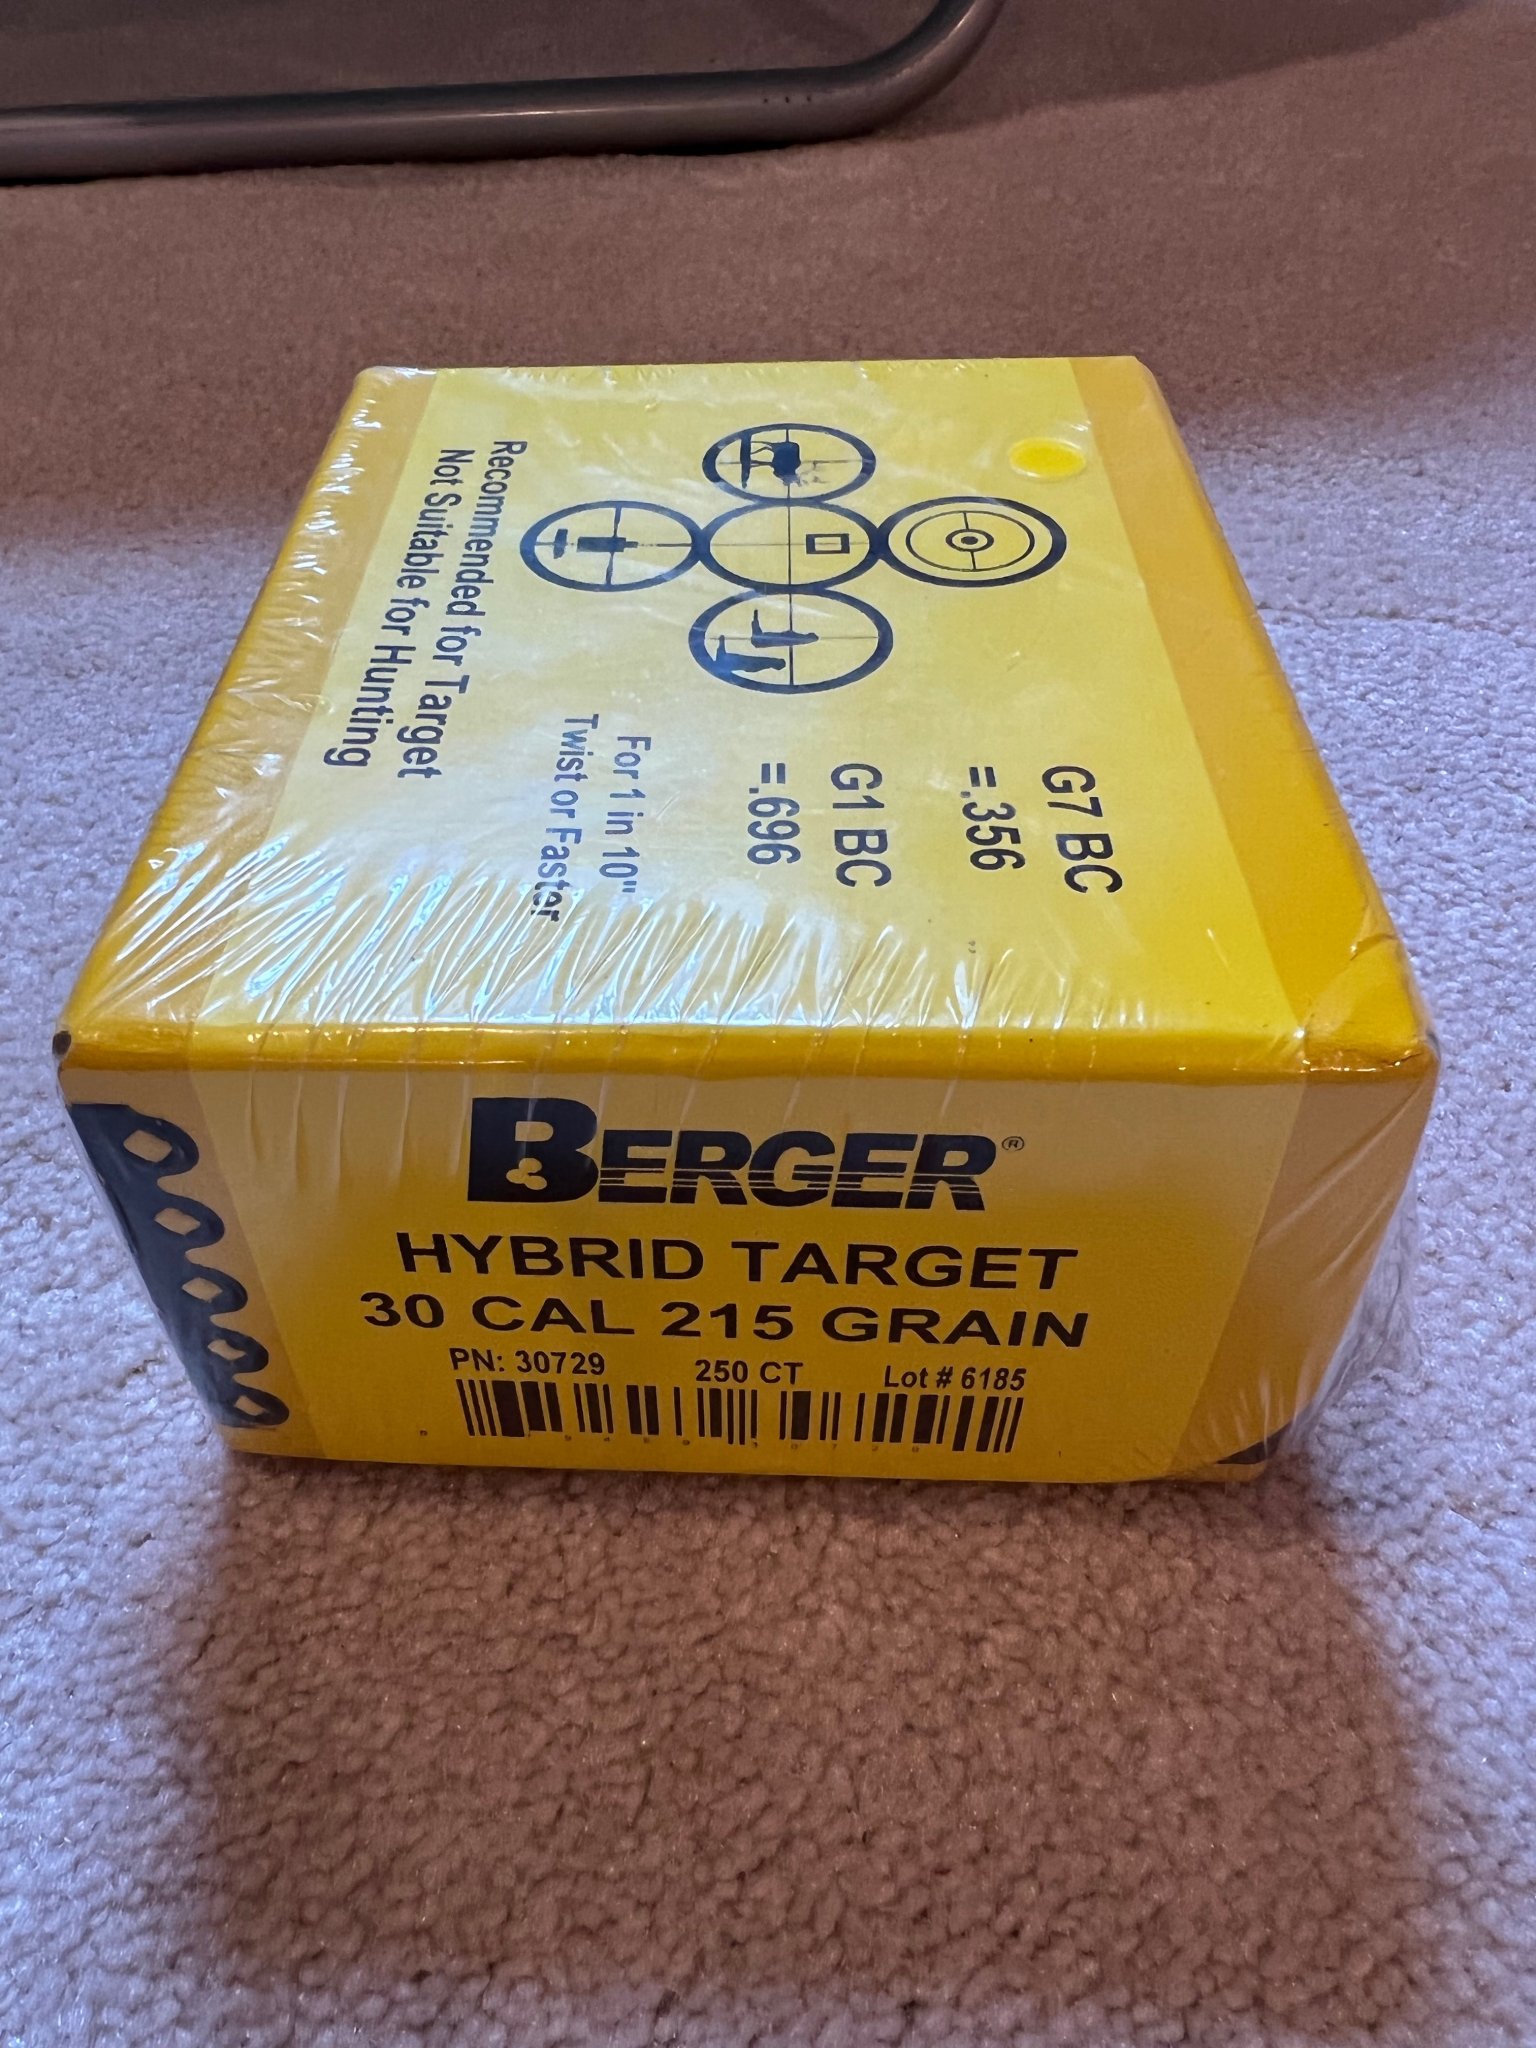 Recommended for Target
Not Suitable for Hunting
G7 BC
=.356
G1 BC
=.696
For 1 in 10"
Twist or Faster
BERGER®
HYBRID TARGET
30 CAL 215 GRAIN
PN: 30729 250 CT Lot # 6185